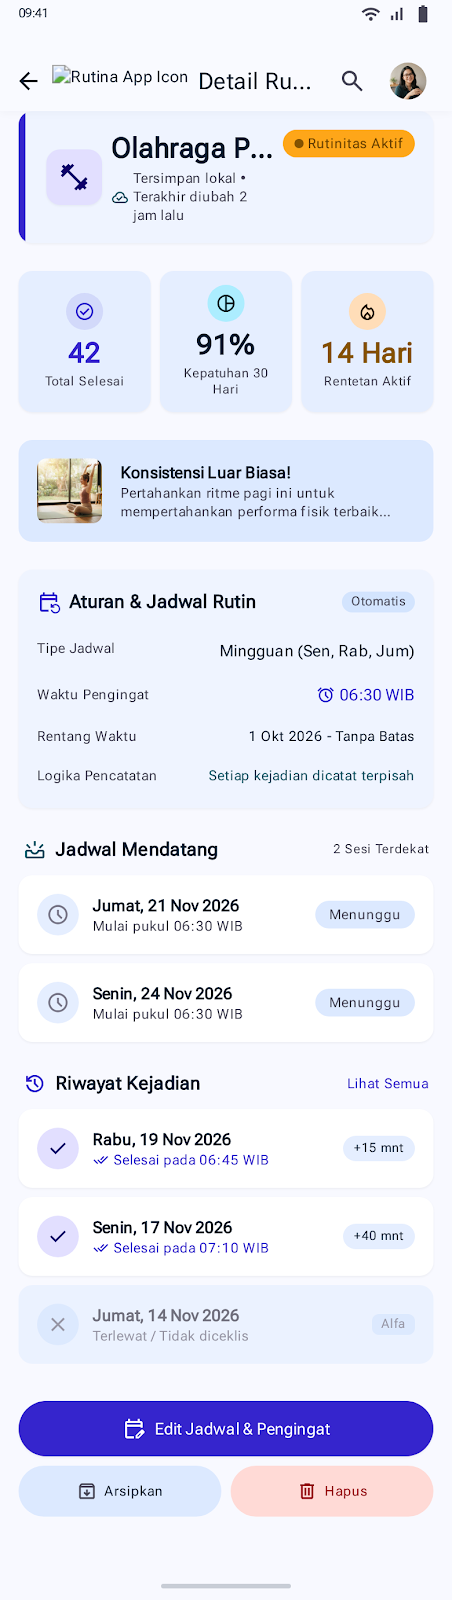 09:41
Rutina App Icon
Detail Ru...
Olahraga P...
Rutinitas Aktif
Tersimpan lokal •
Terakhir diubah 2
jam lalu
42
Total Selesai
91%
Kepatuhan 30
Hari
14 Hari
Rentetan Aktif
Konsistensi Luar Biasa!
Pertahankan ritme pagi ini untuk
mempertahankan performa fisik terbaik...
Aturan & Jadwal Rutin
Otomatis
Tipe Jadwal
Mingguan (Sen, Rab, Jum)
Waktu Pengingat
06:30 WIB
Rentang Waktu
1 Okt 2026 - Tanpa Batas
Logika Pencatatan
Setiap kejadian dicatat terpisah
Jadwal Mendatang
2 Sesi Terdekat
Jumat, 21 Nov 2026
Mulai pukul 06:30 WIB
Menunggu
Senin, 24 Nov 2026
Mulai pukul 06:30 WIB
Menunggu
Riwayat Kejadian
Lihat Semua
Rabu, 19 Nov 2026
Selesai pada 06:45 WIB
+15 mnt
Senin, 17 Nov 2026
Selesai pada 07:10 WIB
+40 mnt
Jumat, 14 Nov 2026
Terlewat / Tidak diceklis
Alfa
Edit Jadwal & Pengingat
Arsipkan
Hapus